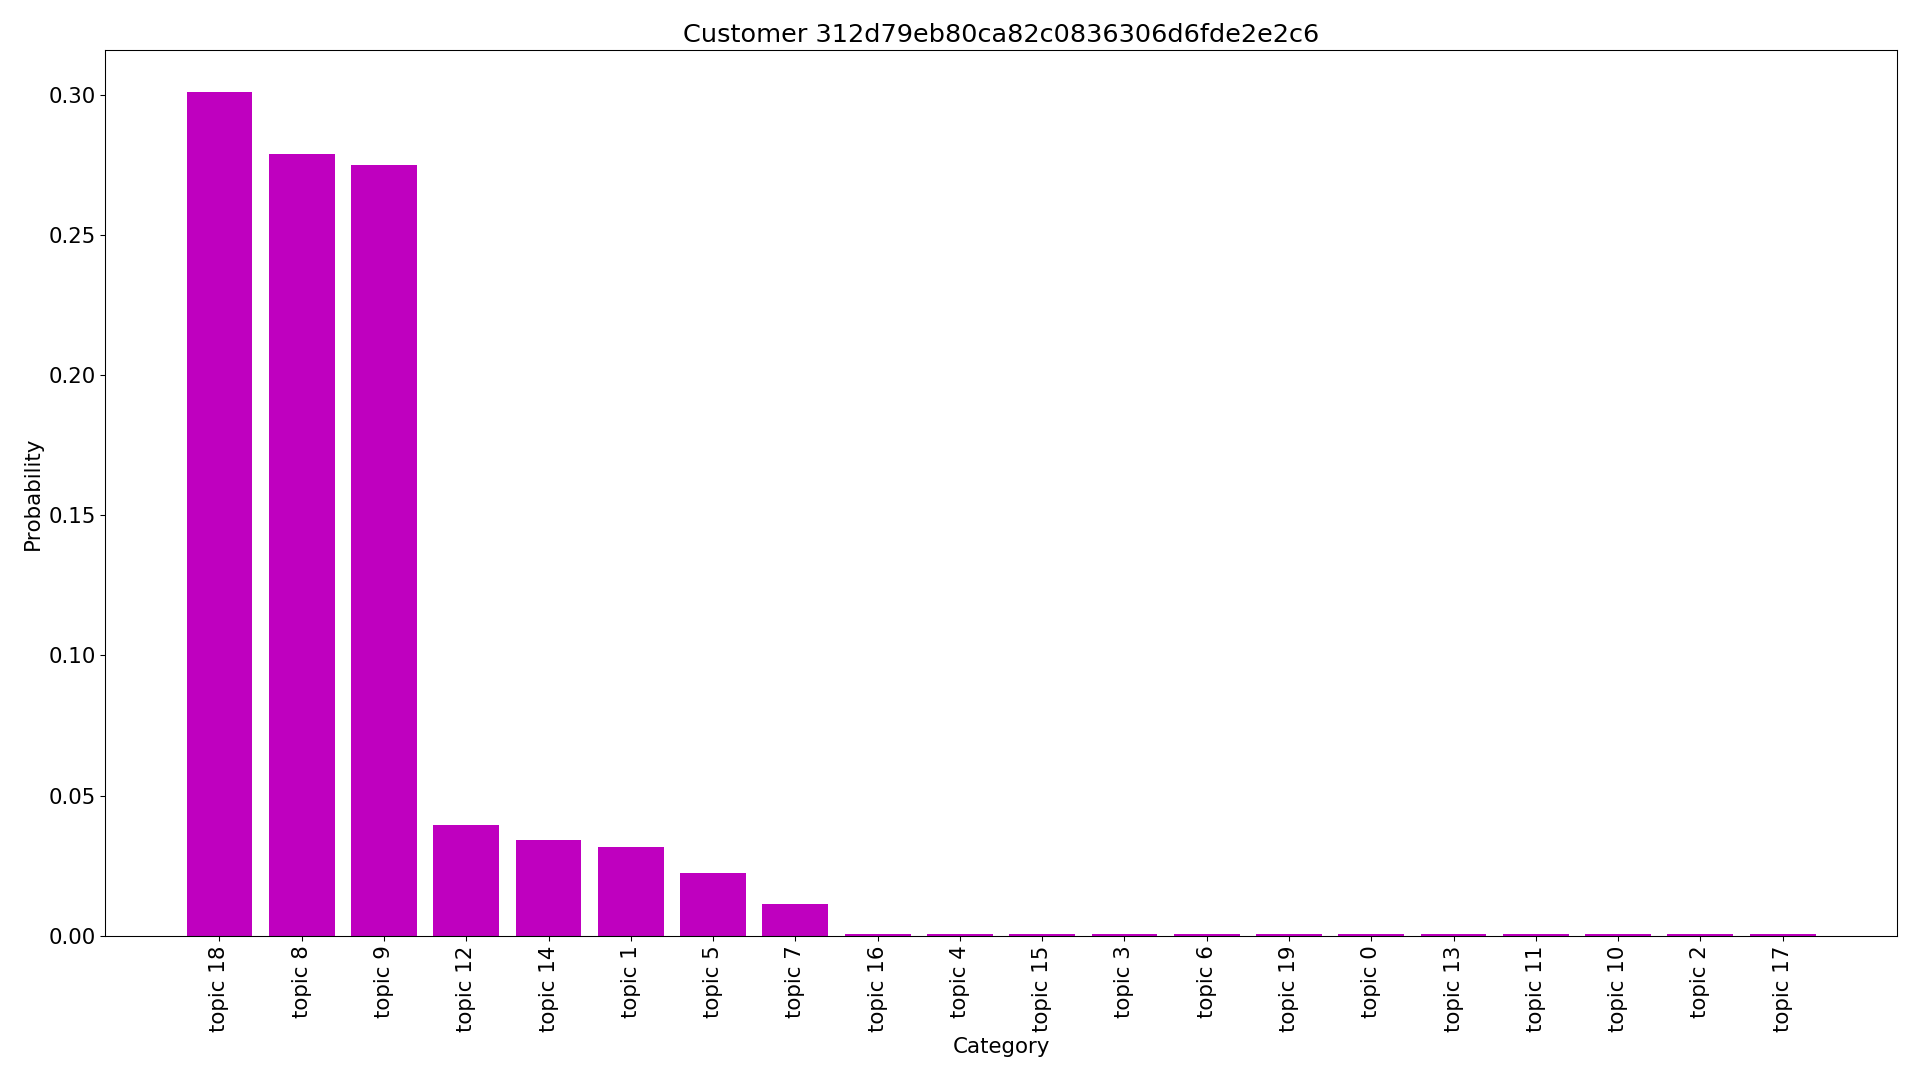 Customer 312d79eb80ca82c0836306d6fde2e2c6
Probability
0.30
0.25
0.20
0.15
0.10
0.05
0.00
topic 18
topic 8
topic 9
topic 12
topic 14
topic 1
topic 5
topic 7
topic 16
topic 4
topic 15
topic 3
topic 6
topic 19
topic 0
topic 13
topic 11
topic 10
topic 2
topic 17
Category